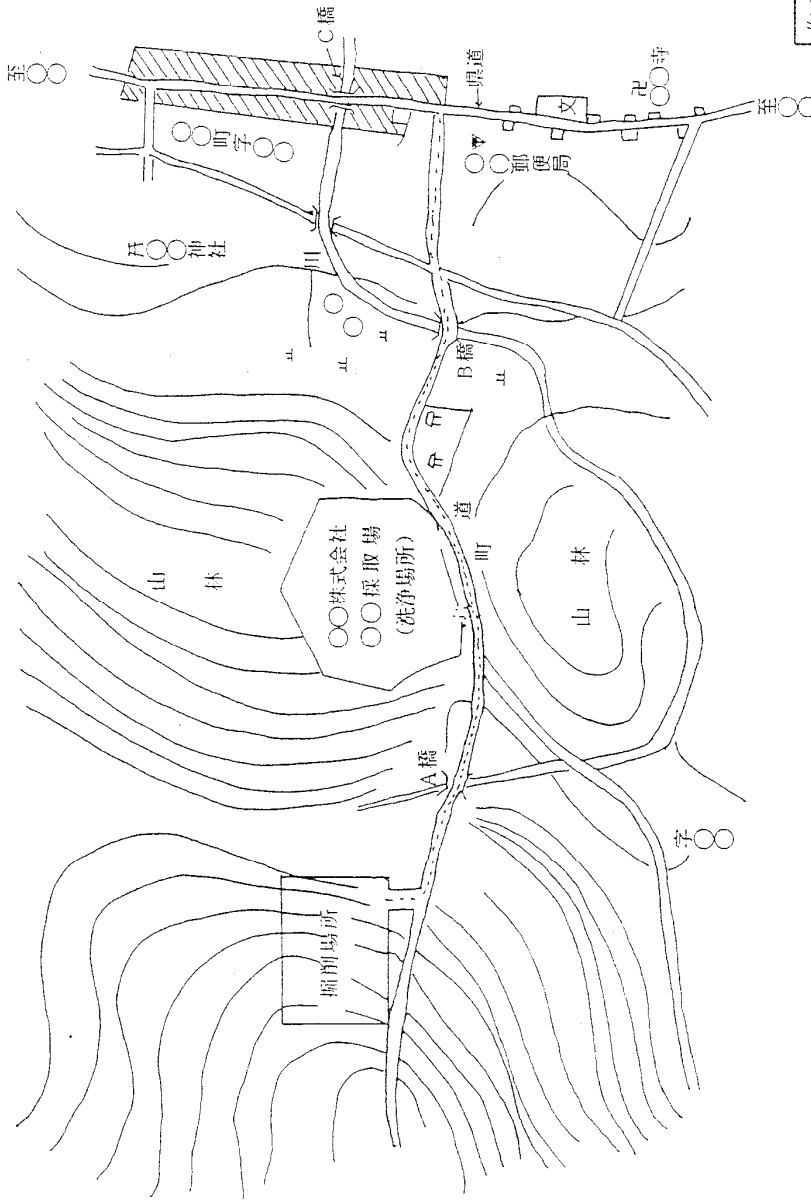 至○○
C橋
○○町字○○
県道
卍○○寺
文
○○郵便局
至○○
○○神社
川
○○
B橋
山林
○○株式会社
○○採取場
(洗浄場所)
町道
山林
A橋
字○○
掘削場所